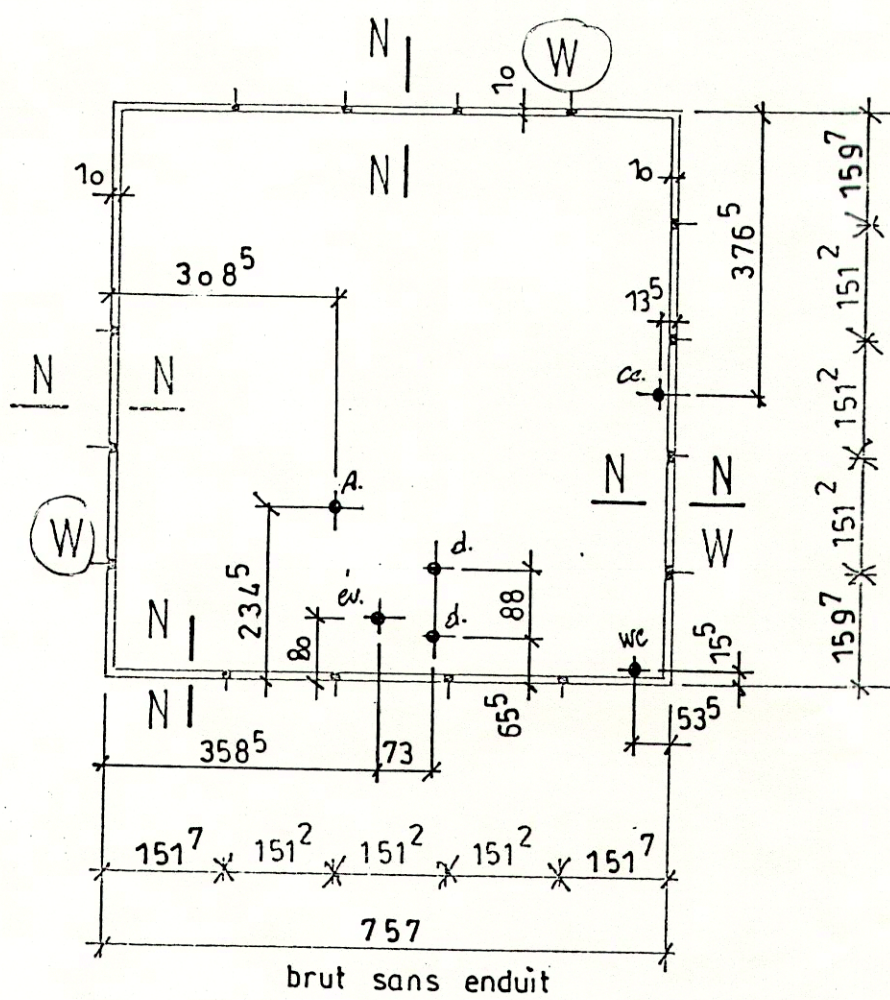 N
W
10
N
10
10
159⁷
376⁵
308⁵
151²
13⁵
N
N
cc.
151²
N
N
A.
W
W
d.
151²
234⁵
év.
88
N
80
d.
wc
15⁵
159⁷
N
65⁵
53⁵
358⁵
73
151⁷
151²
151²
151²
151⁷
757
brut sans enduit